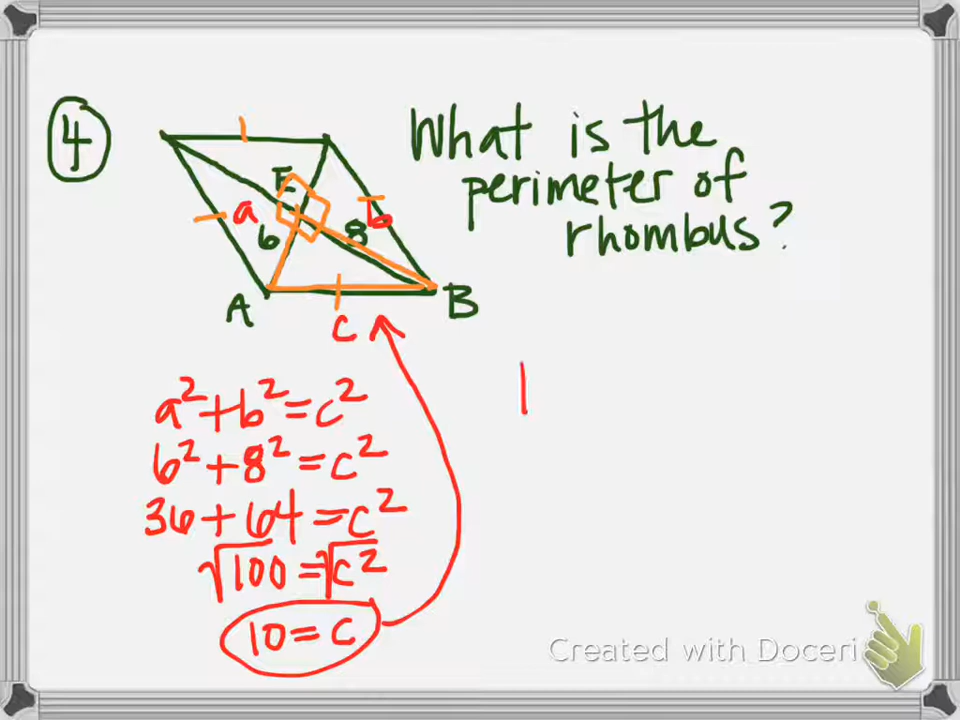 4
What is the
perimeter of
rhombus?
E
a
b
6
8
A
B
c
a²+b²=c²
6²+8²=c²
36+64=c²
√100=√c²
10=c
|
Created with Doceri